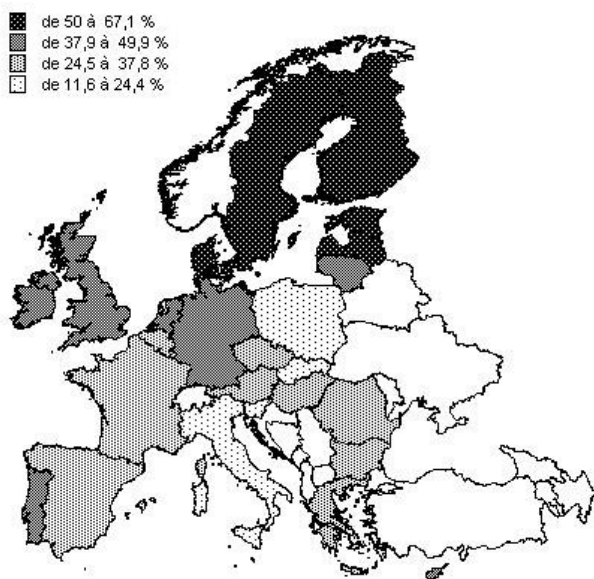 de 50 à 67,1 %
de 37,9 à 49,9 %
de 24,5 à 37,8 %
de 11,6 à 24,4 %